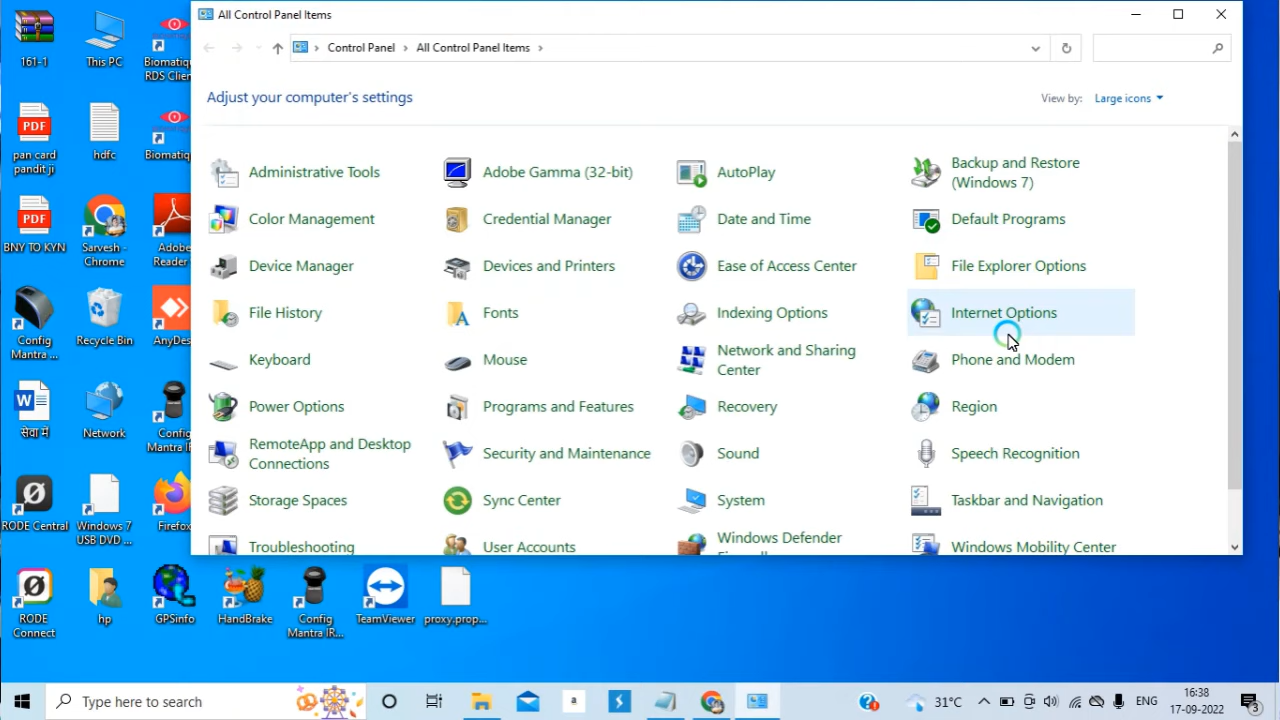 All Control Panel Items
Control Panel
All Control Panel Items
Adjust your computer's settings
View by:
Large icons
Administrative Tools
Adobe Gamma (32-bit)
AutoPlay
Backup and Restore
(Windows 7)
Color Management
Credential Manager
Date and Time
Default Programs
Device Manager
Devices and Printers
Ease of Access Center
File Explorer Options
File History
Fonts
Indexing Options
Internet Options
Keyboard
Mouse
Network and Sharing
Center
Phone and Modem
Power Options
Programs and Features
Recovery
Region
RemoteApp and Desktop
Connections
Security and Maintenance
Sound
Speech Recognition
Storage Spaces
Sync Center
System
Taskbar and Navigation
Troubleshooting
User Accounts
Windows Defender
Windows Mobility Center
161-1
This PC
Biomatiq
RDS Clien
PDF
pan card
pandit ji
hdfc
Biomatiq
PDF
BNY TO KYN
Sarvesh -
Chrome
Adobe
Reader
Config
Mantra ...
Recycle Bin
AnyDes
W
सेवा में
Network
Config
Mantra IR
RODE Central
Windows 7
USB DVD ...
Firefox
RODE
Connect
hp
GPSinfo
HandBrake
Config
Mantra IR...
TeamViewer
proxy.prop...
Type here to search
a
31°C
ENG
16:38
17-09-2022
3